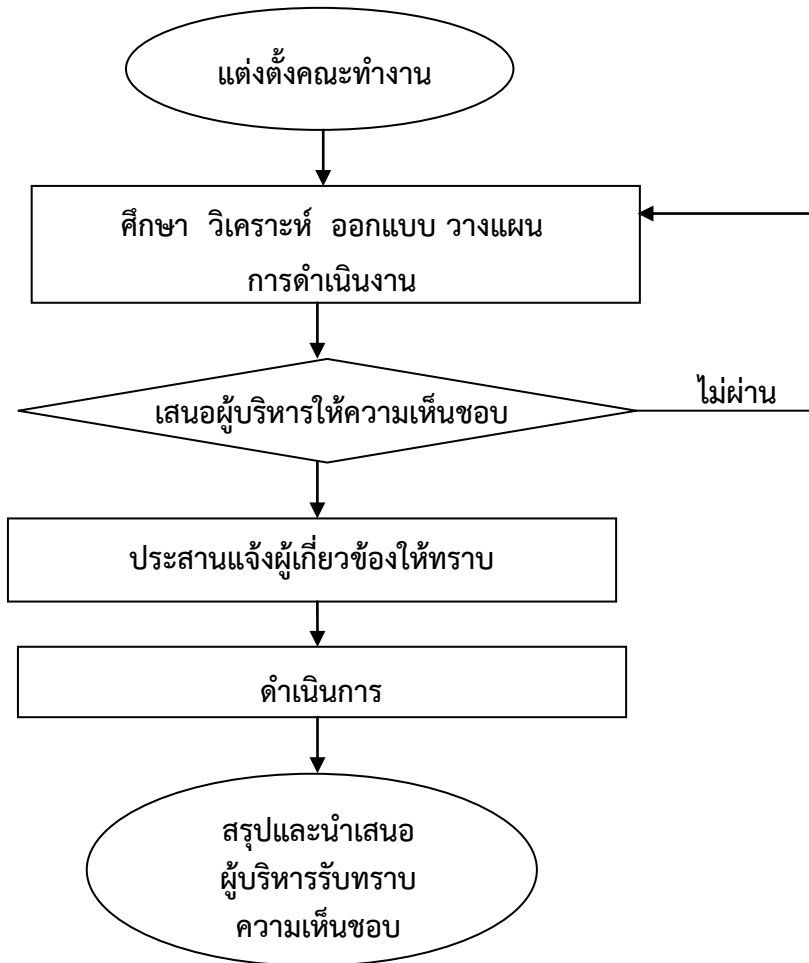 แต่งตั้งคณะทำงาน
ศึกษา วิเคราะห์ ออกแบบ วางแผน
การดำเนินงาน
เสนอผู้บริหารให้ความเห็นชอบ
ไม่ผ่าน
ประสานแจ้งผู้เกี่ยวข้องให้ทราบ
ดำเนินการ
สรุปและนำเสนอ
ผู้บริหารรับทราบ
ความเห็นชอบ